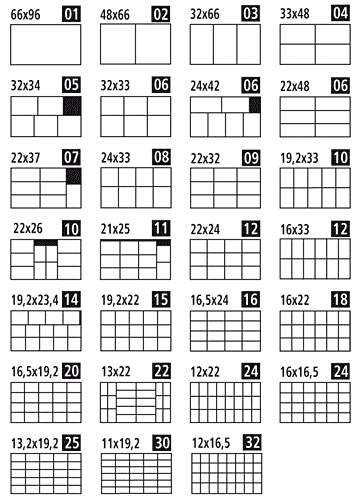 66x96 01 48x66 02 32x66 03 33x48 04
32x34 05 32x33 06 24x42 06 22x48 06
22x37 07 24x33 08 22x32 09 19,2x33 10
22x26 10 21x25 11 22x24 12 16x33 12
19,2x23,4 14 19,2x22 15 16,5x24 16 16x22 18
16,5x19,2 20 13x22 22 12x22 24 16x16,5 24
13,2x19,2 25 11x19,2 30 12x16,5 32